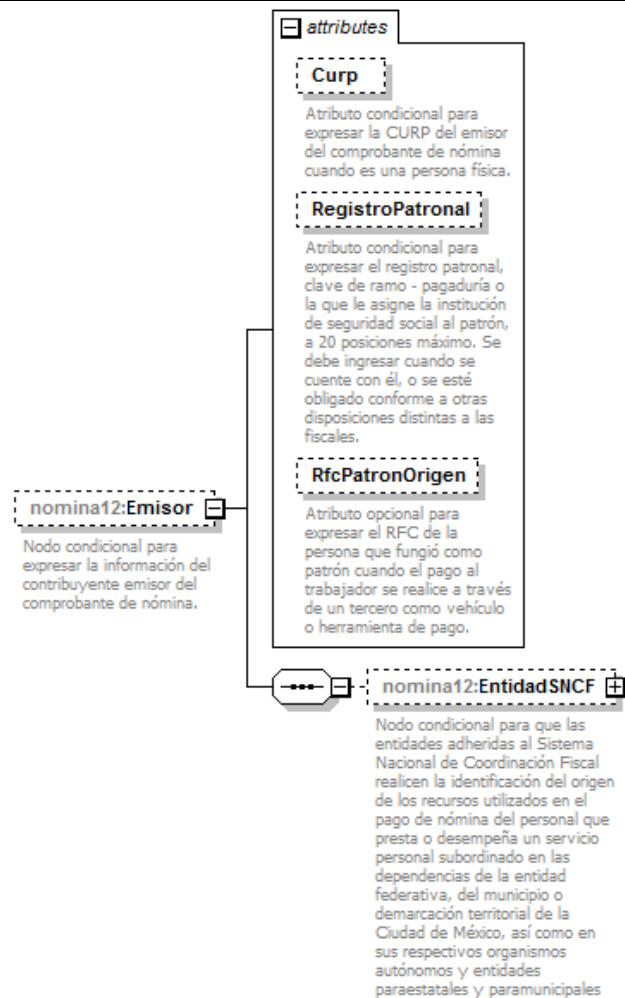 attributes
Curp
Atributo condicional para
expresar la CURP del emisor
del comprobante de nómina
cuando es una persona física.
RegistroPatronal
Atributo condicional para
expresar el registro patronal,
clave de ramo - pagaduría o
la que le asigne la institución
de seguridad social al patrón,
a 20 posiciones máximo. Se
debe ingresar cuando se
cuente con él, o se esté
obligado conforme a otras
disposiciones distintas a las
fiscales.
RfcPatronOrigen
Atributo opcional para
expresar el RFC de la
persona que fungió como
patrón cuando el pago al
trabajador se realice a través
de un tercero como vehículo
o herramienta de pago.
nomina12:Emisor
Nodo condicional para
expresar la información del
contribuyente emisor del
comprobante de nómina.
nomina12:EntidadSNCF
Nodo condicional para que las
entidades adheridas al Sistema
Nacional de Coordinación Fiscal
realicen la identificación del origen
de los recursos utilizados en el
pago de nómina del personal que
presta o desempeña un servicio
personal subordinado en las
dependencias de la entidad
federativa, del municipio o
demarcación territorial de la
Ciudad de México, así como en
sus respectivos organismos
autónomos y entidades
paraestatales y paramunicipales